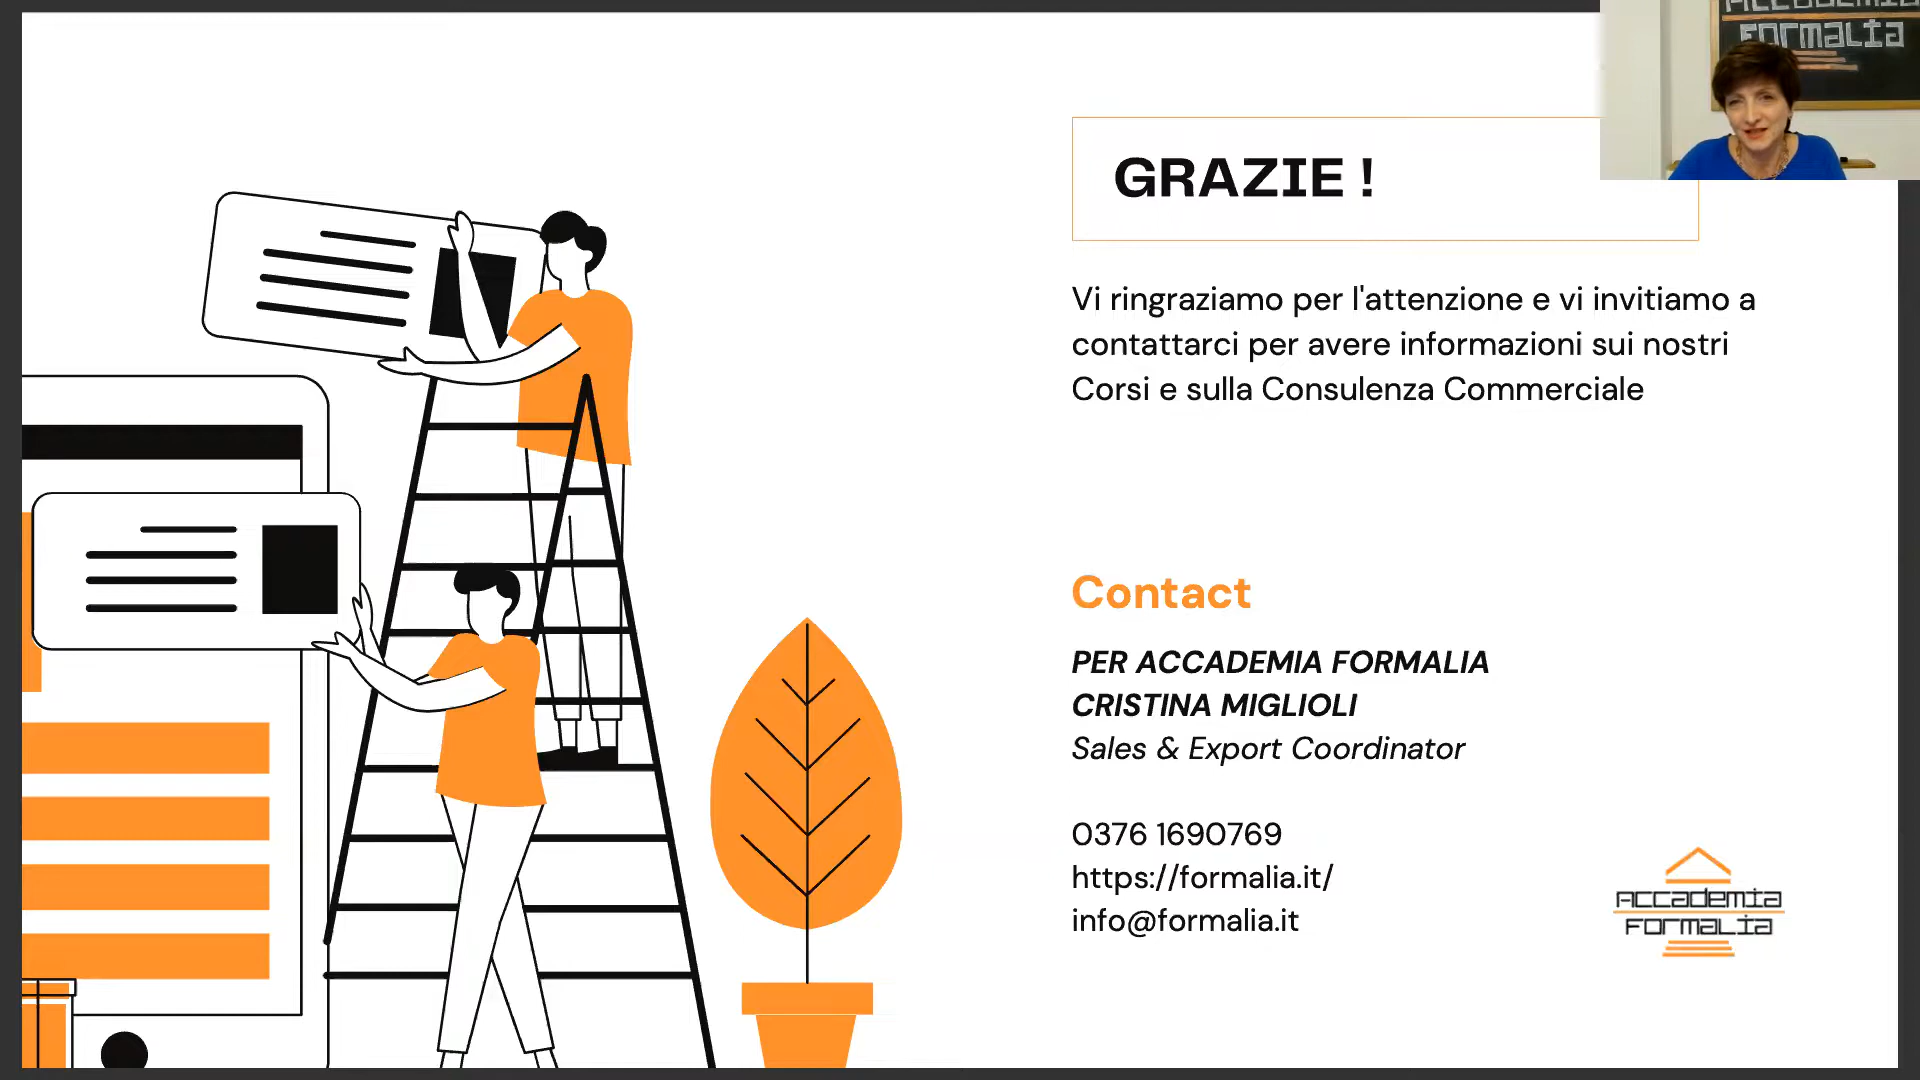 ACCADEMIA
FORMALIA
GRAZIE !
Vi ringraziamo per l'attenzione e vi invitiamo a
contattarci per avere informazioni sui nostri
Corsi e sulla Consulenza Commerciale
Contact
PER ACCADEMIA FORMALIA
CRISTINA MIGLIOLI
Sales & Export Coordinator
0376 1690769
https://formalia.it/
info@formalia.it
ACCADEMIA
FORMALIA